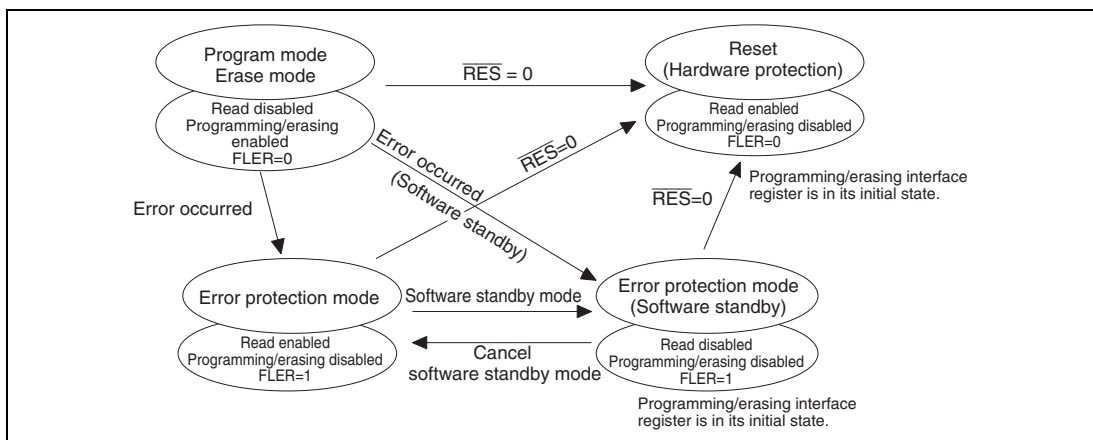 Program mode
Erase mode
Read disabled
Programming/erasing
enabled
FLER=0
RES = 0
Reset
(Hardware protection)
Read enabled
Programming/erasing disabled
FLER=0
Programming/erasing interface
register is in its initial state.
Error occurred
(Software standby)
RES=0
RES=0
Error occurred
Error protection mode
Read enabled
Programming/erasing disabled
FLER=1
Software standby mode
Cancel
software standby mode
Error protection mode
(Software standby)
Read disabled
Programming/erasing disabled
FLER=1
Programming/erasing interface
register is in its initial state.